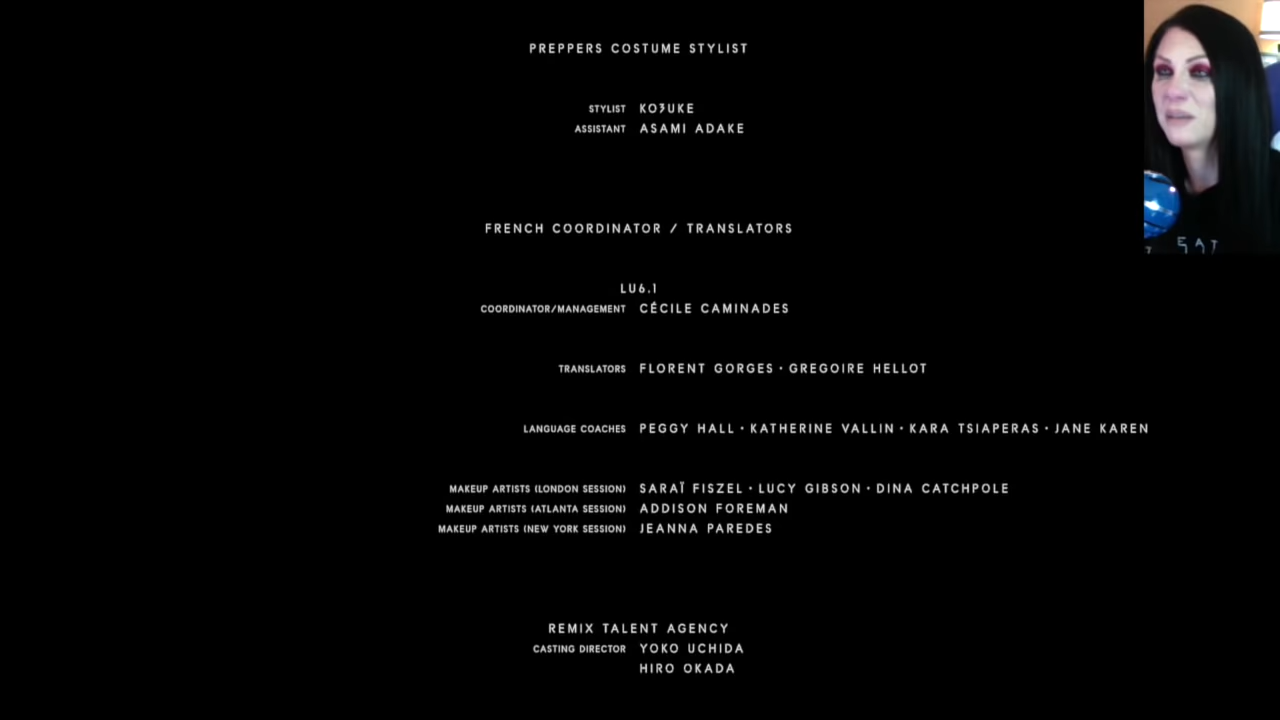 PREPPERS COSTUME STYLIST
STYLIST KO3UKE
ASSISTANT ASAMI ADAKE
FRENCH COORDINATOR / TRANSLATORS
LU6.1
COORDINATOR/MANAGEMENT CÉCILE CAMINADES
TRANSLATORS FLORENT GORGES · GREGOIRE HELLOT
LANGUAGE COACHES PEGGY HALL · KATHERINE VALLIN · KARA TSIAPERAS · JANE KAREN
MAKEUP ARTISTS (LONDON SESSION) SARAÏ FISZEL · LUCY GIBSON · DINA CATCHPOLE
MAKEUP ARTISTS (ATLANTA SESSION) ADDISON FOREMAN
MAKEUP ARTISTS (NEW YORK SESSION) JEANNA PAREDES
REMIX TALENT AGENCY
CASTING DIRECTOR YOKO UCHIDA
HIRO OKADA